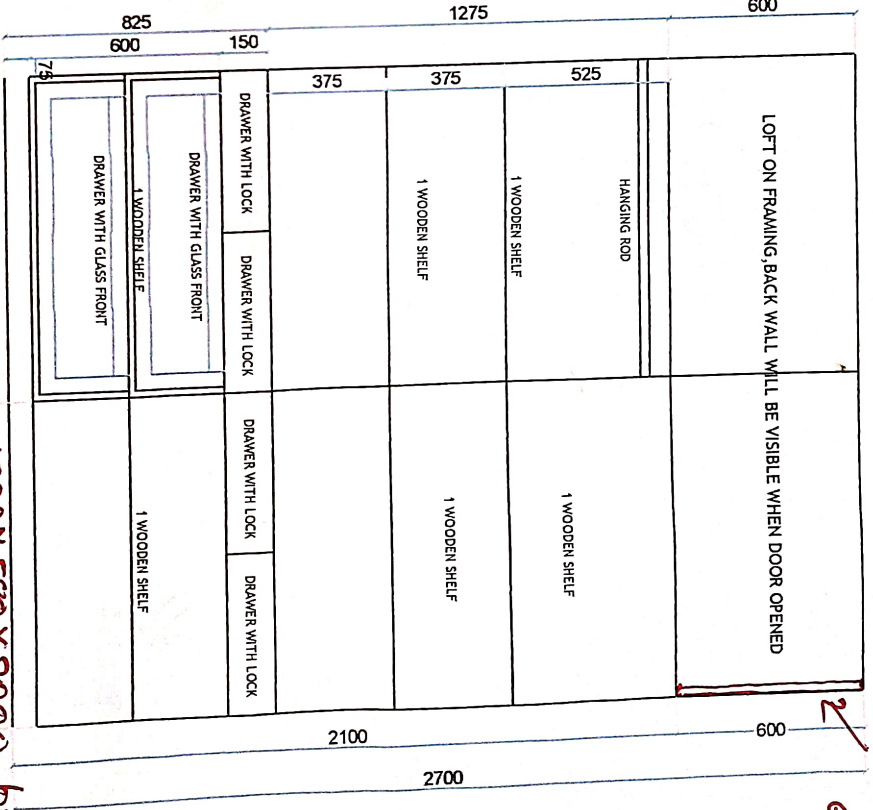 825
1275
600
600
150
75
375
375
525
DRAWER WITH GLASS FRONT
1 WOODEN SHELF
DRAWER WITH GLASS FRONT
DRAWER WITH LOCK
DRAWER WITH LOCK
1 WOODEN SHELF
1 WOODEN SHELF
HANGING ROD
LOFT ON FRAMING,BACK WALL WILL BE VISIBLE WHEN DOOR OPENED
1 WOODEN SHELF
DRAWER WITH LOCK
DRAWER WITH LOCK
1 WOODEN SHELF
1 WOODEN SHELF
2100
600
2700